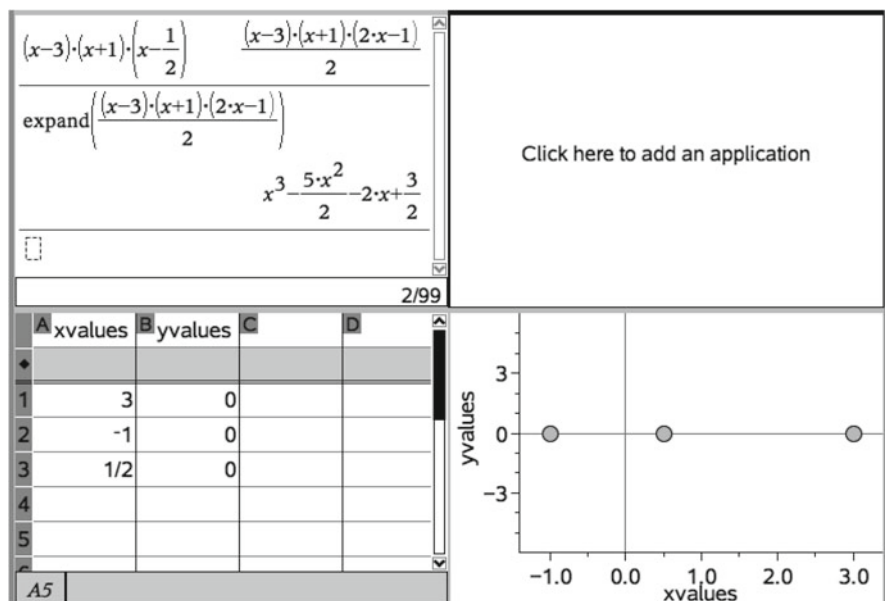 (x−3)·(x+1)·(x−1/2) (x−3)·(x+1)·(2·x−1)/2
expand((x−3)·(x+1)·(2·x−1)/2)
x³−5·x²/2−2·x+3/2
2/99
Click here to add an application
A xvalues B yvalues C D
◆
1 3 0
2 -1 0
3 1/2 0
4
5
A5
yvalues
3
0
−3
−1.0 0.0 1.0 2.0 3.0
xvalues